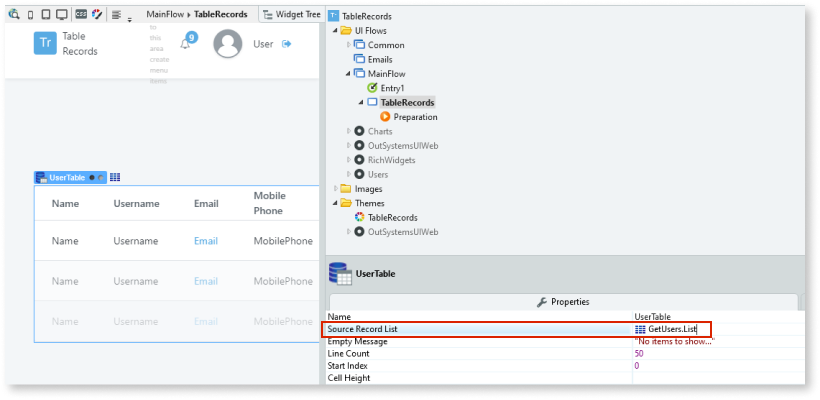 MainFlow ▸ TableRecords
Widget Tree
Tr
Table
Records
to
this
area
create
menu
items
9
User
UserTable
Name Username Email Mobile
Phone
Name Username Email MobilePhone
Name Username Email MobilePhone
Name Username Email MobilePhone
Tr TableRecords
UI Flows
Common
Emails
MainFlow
Entry1
TableRecords
Preparation
Charts
OutSystemsUIWeb
RichWidgets
Users
Images
Themes
TableRecords
OutSystemsUIWeb
UserTable
Properties
Name UserTable
Source Record List GetUsers.List
Empty Message "No items to show..."
Line Count 50
Start Index 0
Cell Height